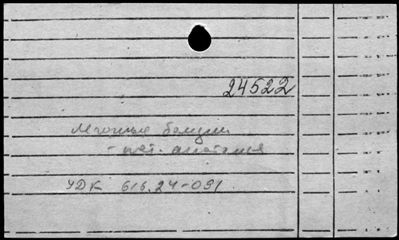 24522
Легочные болезни
- пат. анатомия
УДК 616.24-091